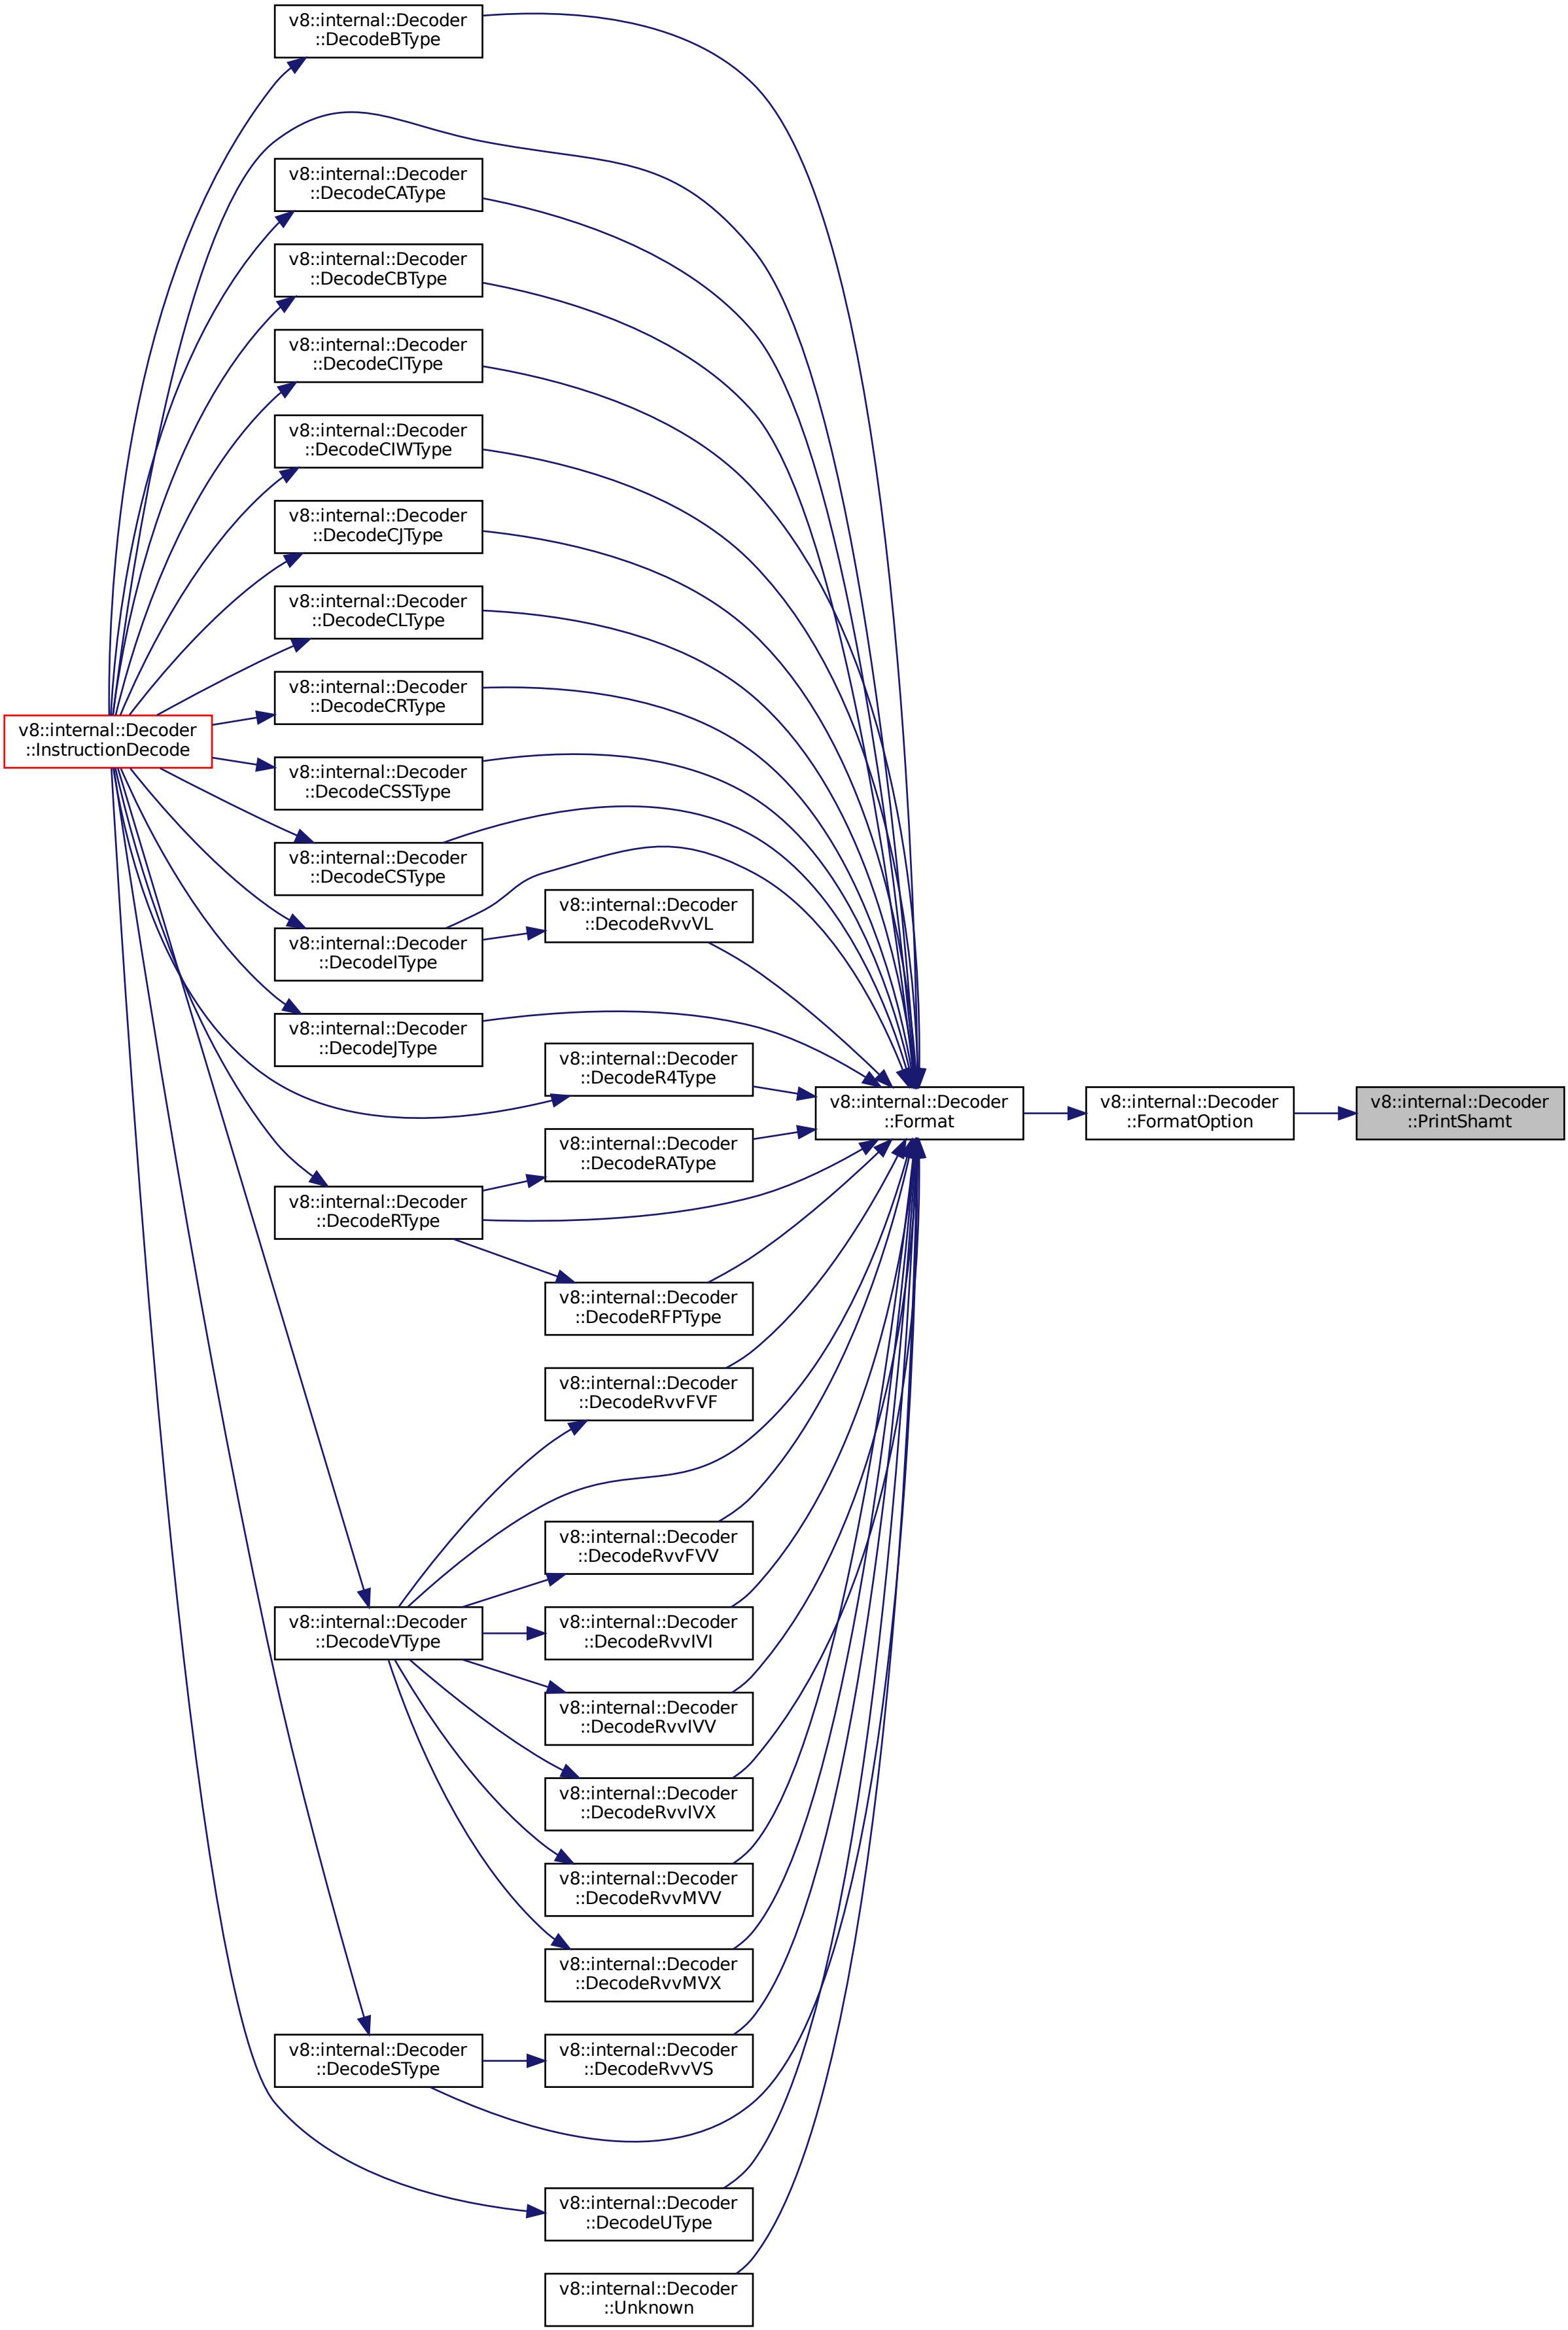 v8::internal::Decoder
::DecodeBType
v8::internal::Decoder
::DecodeCAType
v8::internal::Decoder
::DecodeCBType
v8::internal::Decoder
::DecodeCIType
v8::internal::Decoder
::DecodeCIWType
v8::internal::Decoder
::DecodeCJType
v8::internal::Decoder
::DecodeCLType
v8::internal::Decoder
::DecodeCRType
v8::internal::Decoder
::InstructionDecode
v8::internal::Decoder
::DecodeCSSType
v8::internal::Decoder
::DecodeCSType
v8::internal::Decoder
::DecodeRvvVL
v8::internal::Decoder
::DecodeIType
v8::internal::Decoder
::DecodeJType
v8::internal::Decoder
::DecodeR4Type
v8::internal::Decoder
::Format
v8::internal::Decoder
::FormatOption
v8::internal::Decoder
::PrintShamt
v8::internal::Decoder
::DecodeRAType
v8::internal::Decoder
::DecodeRType
v8::internal::Decoder
::DecodeRFPType
v8::internal::Decoder
::DecodeRvvFVF
v8::internal::Decoder
::DecodeRvvFVV
v8::internal::Decoder
::DecodeVType
v8::internal::Decoder
::DecodeRvvIVI
v8::internal::Decoder
::DecodeRvvIVV
v8::internal::Decoder
::DecodeRvvIVX
v8::internal::Decoder
::DecodeRvvMVV
v8::internal::Decoder
::DecodeRvvMVX
v8::internal::Decoder
::DecodeSType
v8::internal::Decoder
::DecodeRvvVS
v8::internal::Decoder
::DecodeUType
v8::internal::Decoder
::Unknown